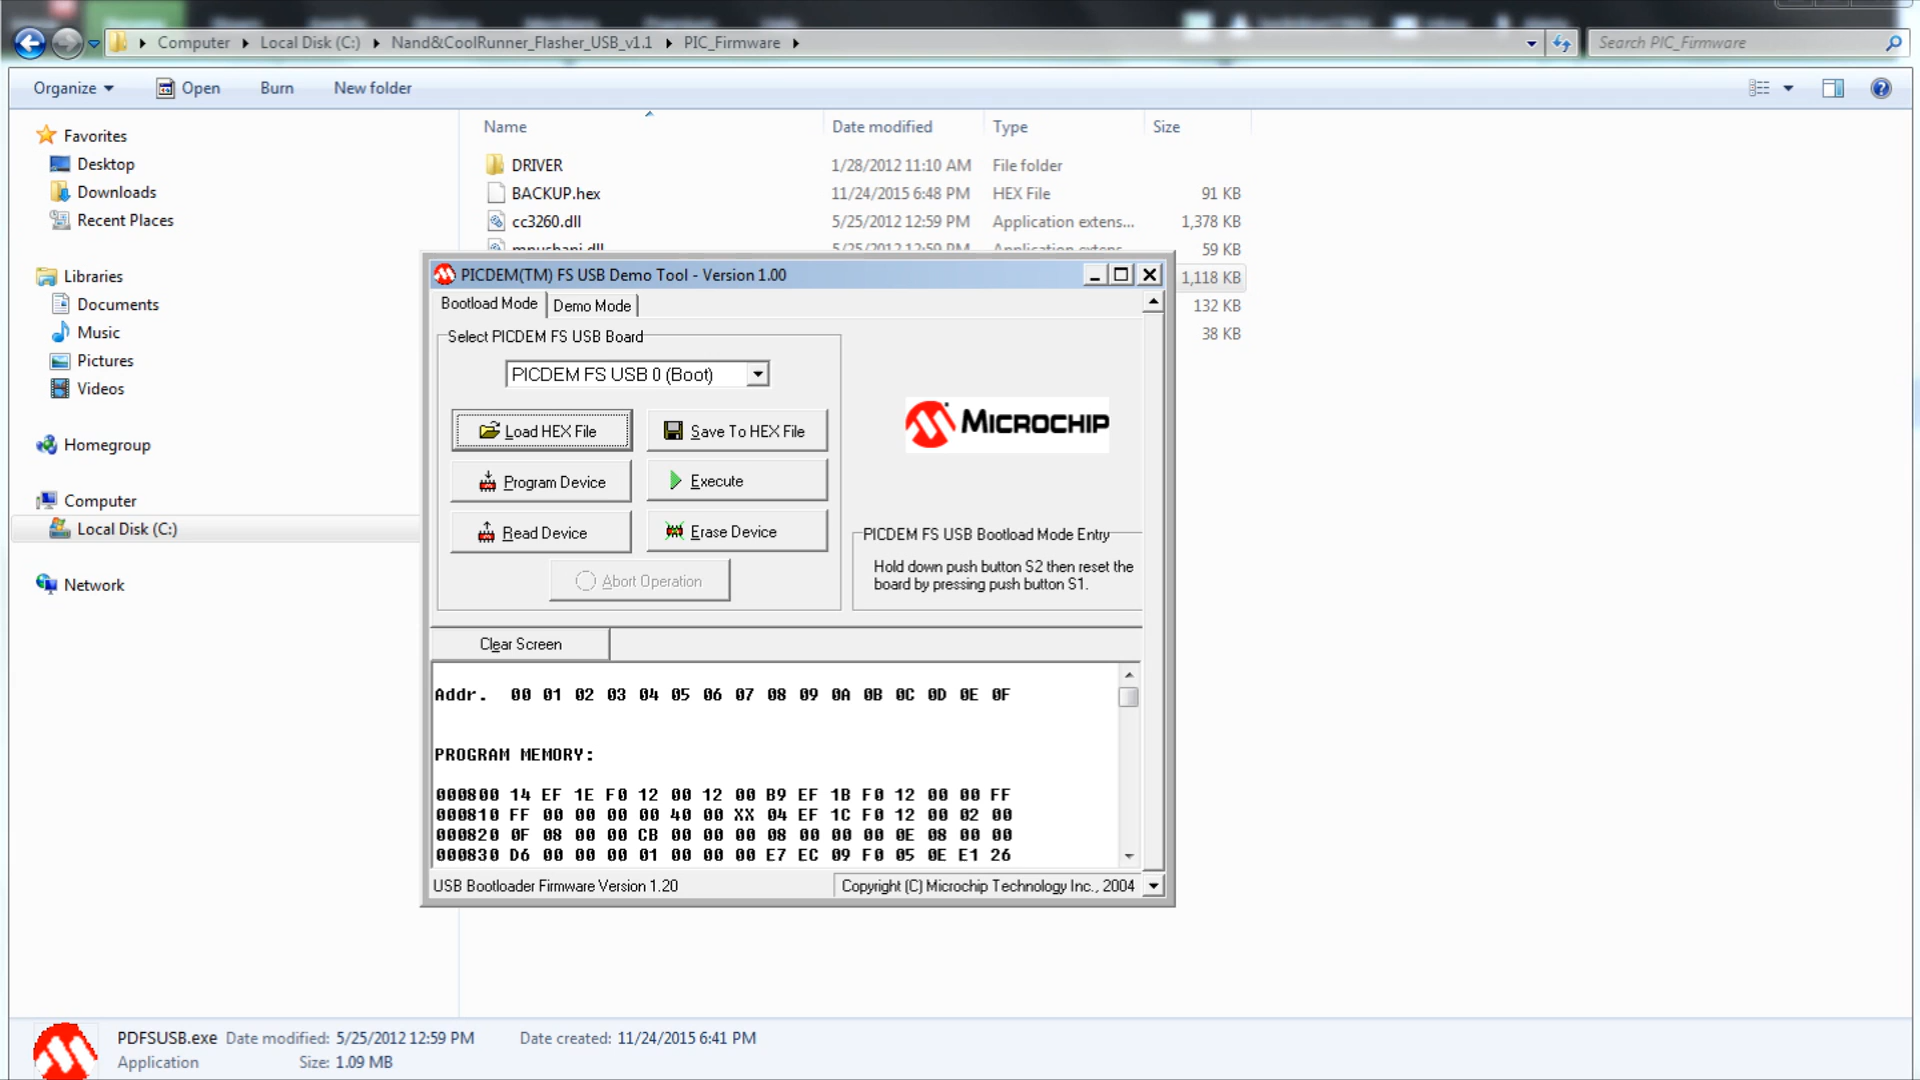 Computer Local Disk (C:) Nand&CoolRunner_Flasher_USB_v1.1 PIC_Firmware
Search PIC_Firmware
Organize Open Burn New folder
Favorites
Desktop
Downloads
Recent Places
Libraries
Documents
Music
Pictures
Videos
Homegroup
Computer
Local Disk (C:)
Network
Name Date modified Type Size
DRIVER 1/28/2012 11:10 AM File folder
BACKUP.hex 11/24/2015 6:48 PM HEX File 91 KB
cc3260.dll 5/25/2012 12:59 PM Application extens... 1,378 KB
mpusbapi.dll 5/25/2012 12:59 PM Application extens... 59 KB
1,118 KB
132 KB
38 KB
PICDEM(TM) FS USB Demo Tool - Version 1.00
Bootload Mode Demo Mode
Select PICDEM FS USB Board
PICDEM FS USB 0 (Boot)
Load HEX File Save To HEX File
Program Device Execute
Read Device Erase Device
Abort Operation
MICROCHIP
PICDEM FS USB Bootload Mode Entry
Hold down push button S2 then reset the
board by pressing push button S1.
Clear Screen
Addr. 00 01 02 03 04 05 06 07 08 09 0A 0B 0C 0D 0E 0F
PROGRAM MEMORY:
000800 14 EF 1E F0 12 00 12 00 B9 EF 1B F0 12 00 00 FF
000810 FF 00 00 00 00 40 00 XX 04 EF 1C F0 12 00 02 00
000820 0F 08 00 00 CB 00 00 00 08 00 00 00 0E 08 00 00
000830 D6 00 00 00 01 00 00 00 E7 EC 09 F0 05 0E E1 26
USB Bootloader Firmware Version 1.20
Copyright (C) Microchip Technology Inc., 2004
PDFSUSB.exe Date modified: 5/25/2012 12:59 PM Date created: 11/24/2015 6:41 PM
Application Size: 1.09 MB